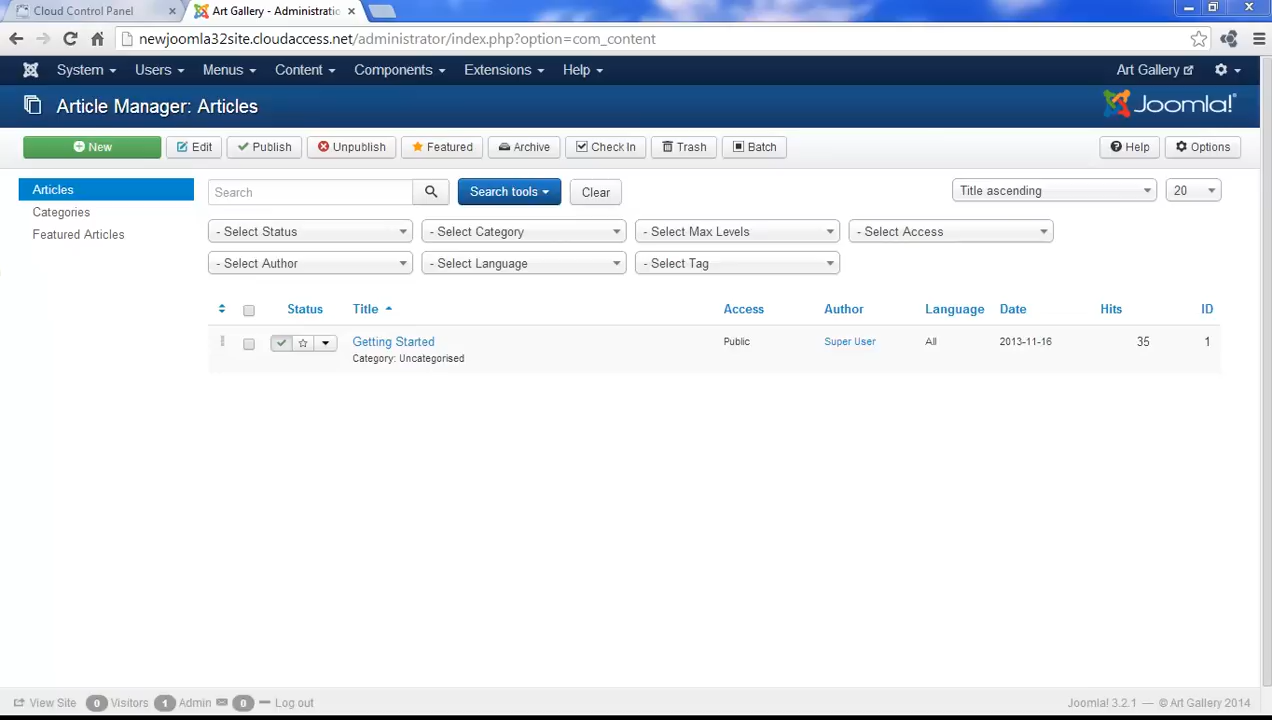 Cloud Control Panel
Art Gallery - Administratio
newjoomla32site.cloudaccess.net/administrator/index.php?option=com_content
System Users Menus Content Components Extensions Help Art Gallery
Article Manager: Articles Joomla!
New Edit Publish Unpublish Featured Archive Check In Trash Batch Help Options
Articles
Categories
Featured Articles
Search Search tools Clear Title ascending 20
- Select Status - Select Category - Select Max Levels - Select Access
- Select Author - Select Language - Select Tag
Status Title Access Author Language Date Hits ID
Getting Started Public Super User All 2013-11-16 35 1
Category: Uncategorised
View Site 0 Visitors 1 Admin 0 Log out Joomla! 3.2.1 — © Art Gallery 2014